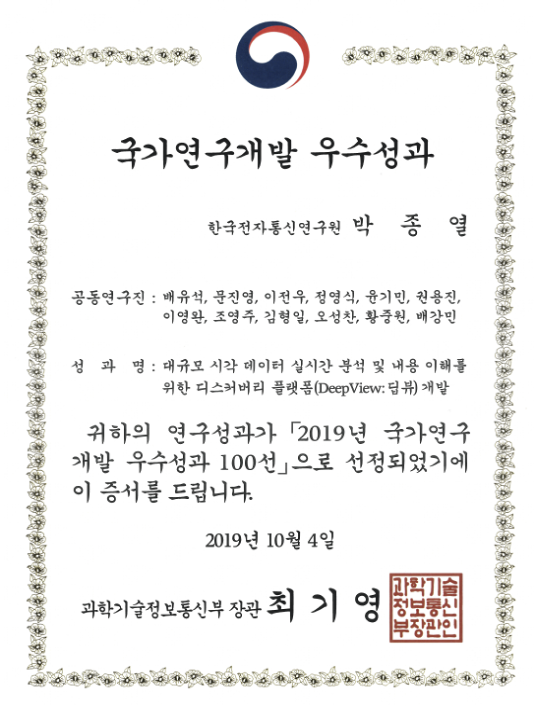 국가연구개발 우수성과
한국전자통신연구원 박 종 열
공동연구진 : 배유석, 문진영, 이전우, 정영식, 윤기민, 권용진,
이영완, 조영주, 김형일, 오성찬, 황중원, 배강민
성 과 명 : 대규모 시각 데이터 실시간 분석 및 내용 이해를
위한 디스커버리 플랫폼(DeepView: 딥뷰) 개발
귀하의 연구성과가 「2019년 국가연구
개발 우수성과 100선」으로 선정되었기에
이 증서를 드립니다.
2019년 10월 4일
과학기술정보통신부 장관 최 기 영
과학기술
정보통신
부장관인